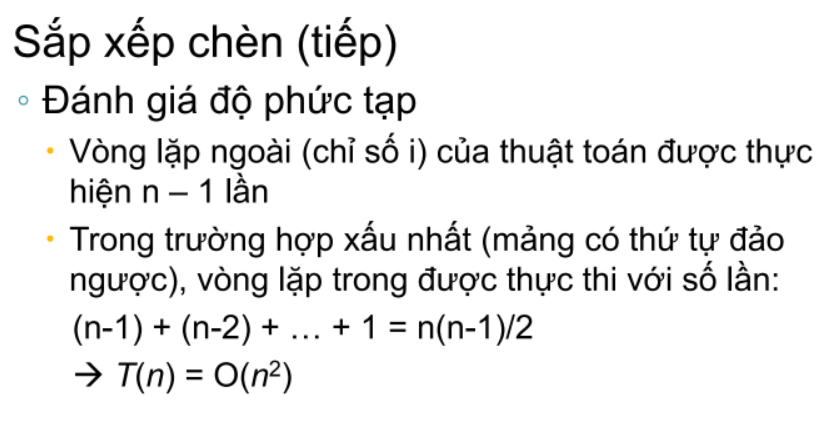 Sắp xếp chèn (tiếp)
◦ Đánh giá độ phức tạp
• Vòng lặp ngoài (chỉ số i) của thuật toán được thực
hiện n – 1 lần
• Trong trường hợp xấu nhất (mảng có thứ tự đảo
ngược), vòng lặp trong được thực thi với số lần:
(n-1) + (n-2) + … + 1 = n(n-1)/2
→ T(n) = O(n²)